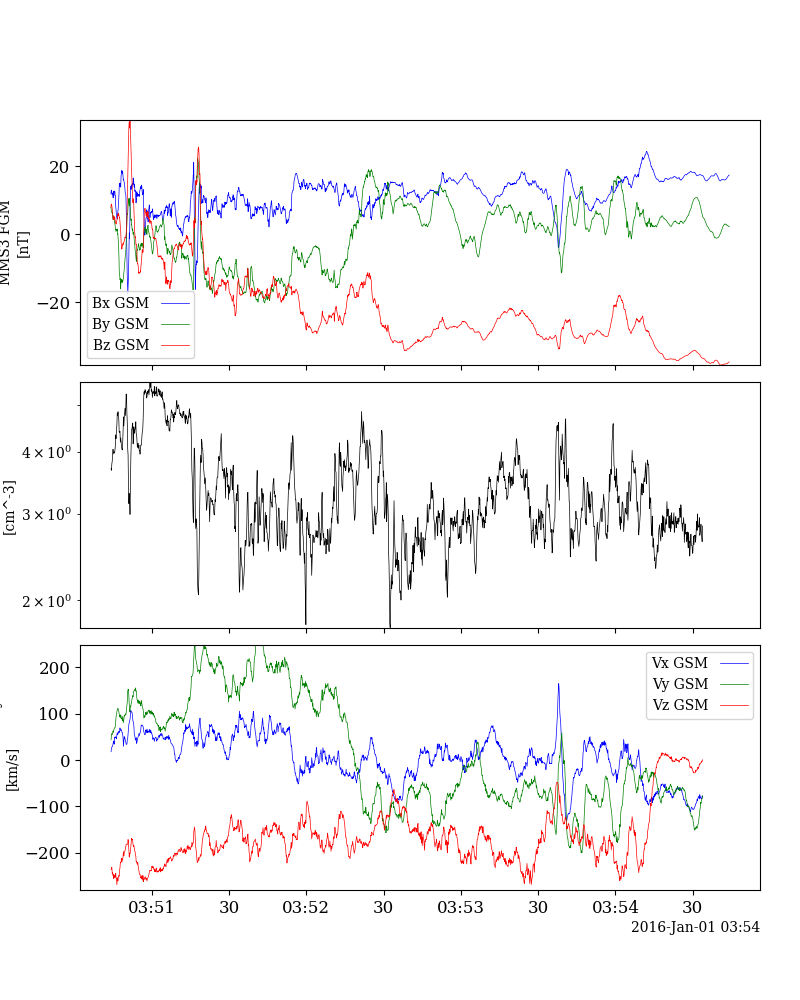 20
0
−20
MMS3 FGM
[nT]
Bx GSM
By GSM
Bz GSM
4 × 10⁰
3 × 10⁰
2 × 10⁰
[cm^-3]
200
100
0
−100
−200
[km/s]
Vx GSM
Vy GSM
Vz GSM
03:51 30 03:52 30 03:53 30 03:54 30
2016-Jan-01 03:54